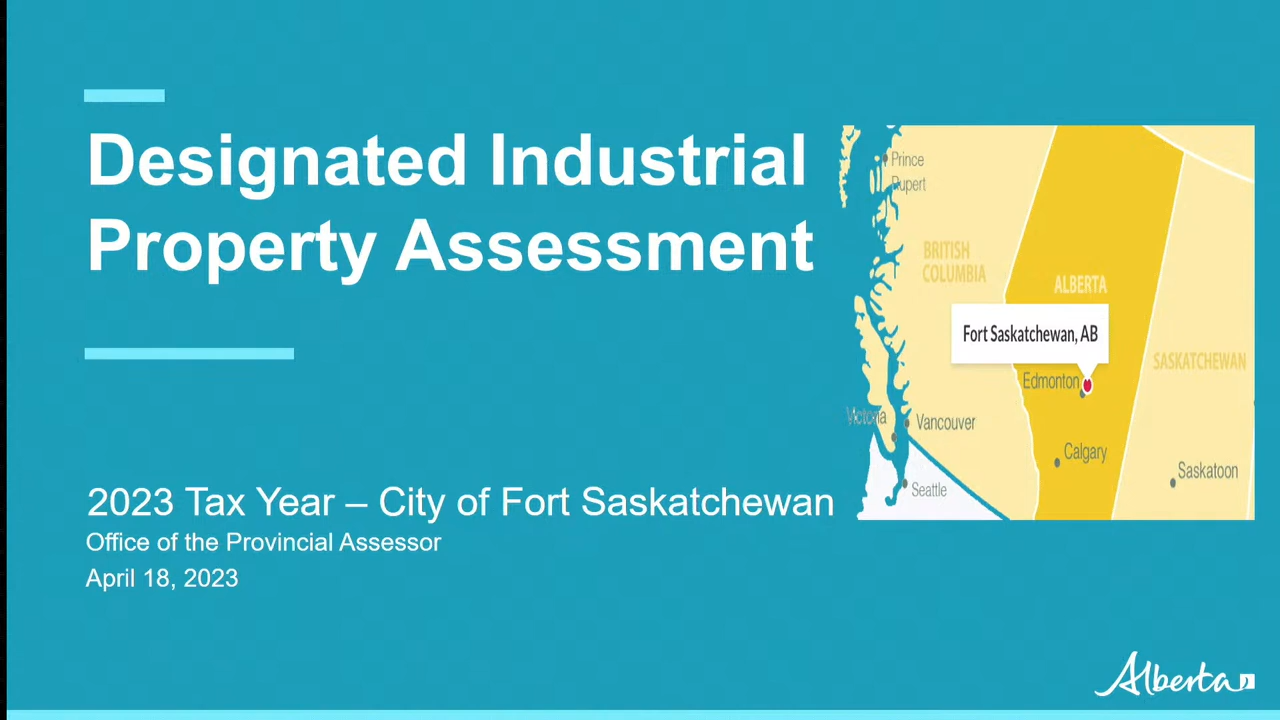 Designated Industrial
Property Assessment
2023 Tax Year – City of Fort Saskatchewan
Office of the Provincial Assessor
April 18, 2023
Prince
Rupert
BRITISH
COLUMBIA
ALBERTA
Fort Saskatchewan, AB
SASKATCHEWAN
Edmonton
Victoria
Vancouver
Calgary
Saskatoon
Seattle
Alberta